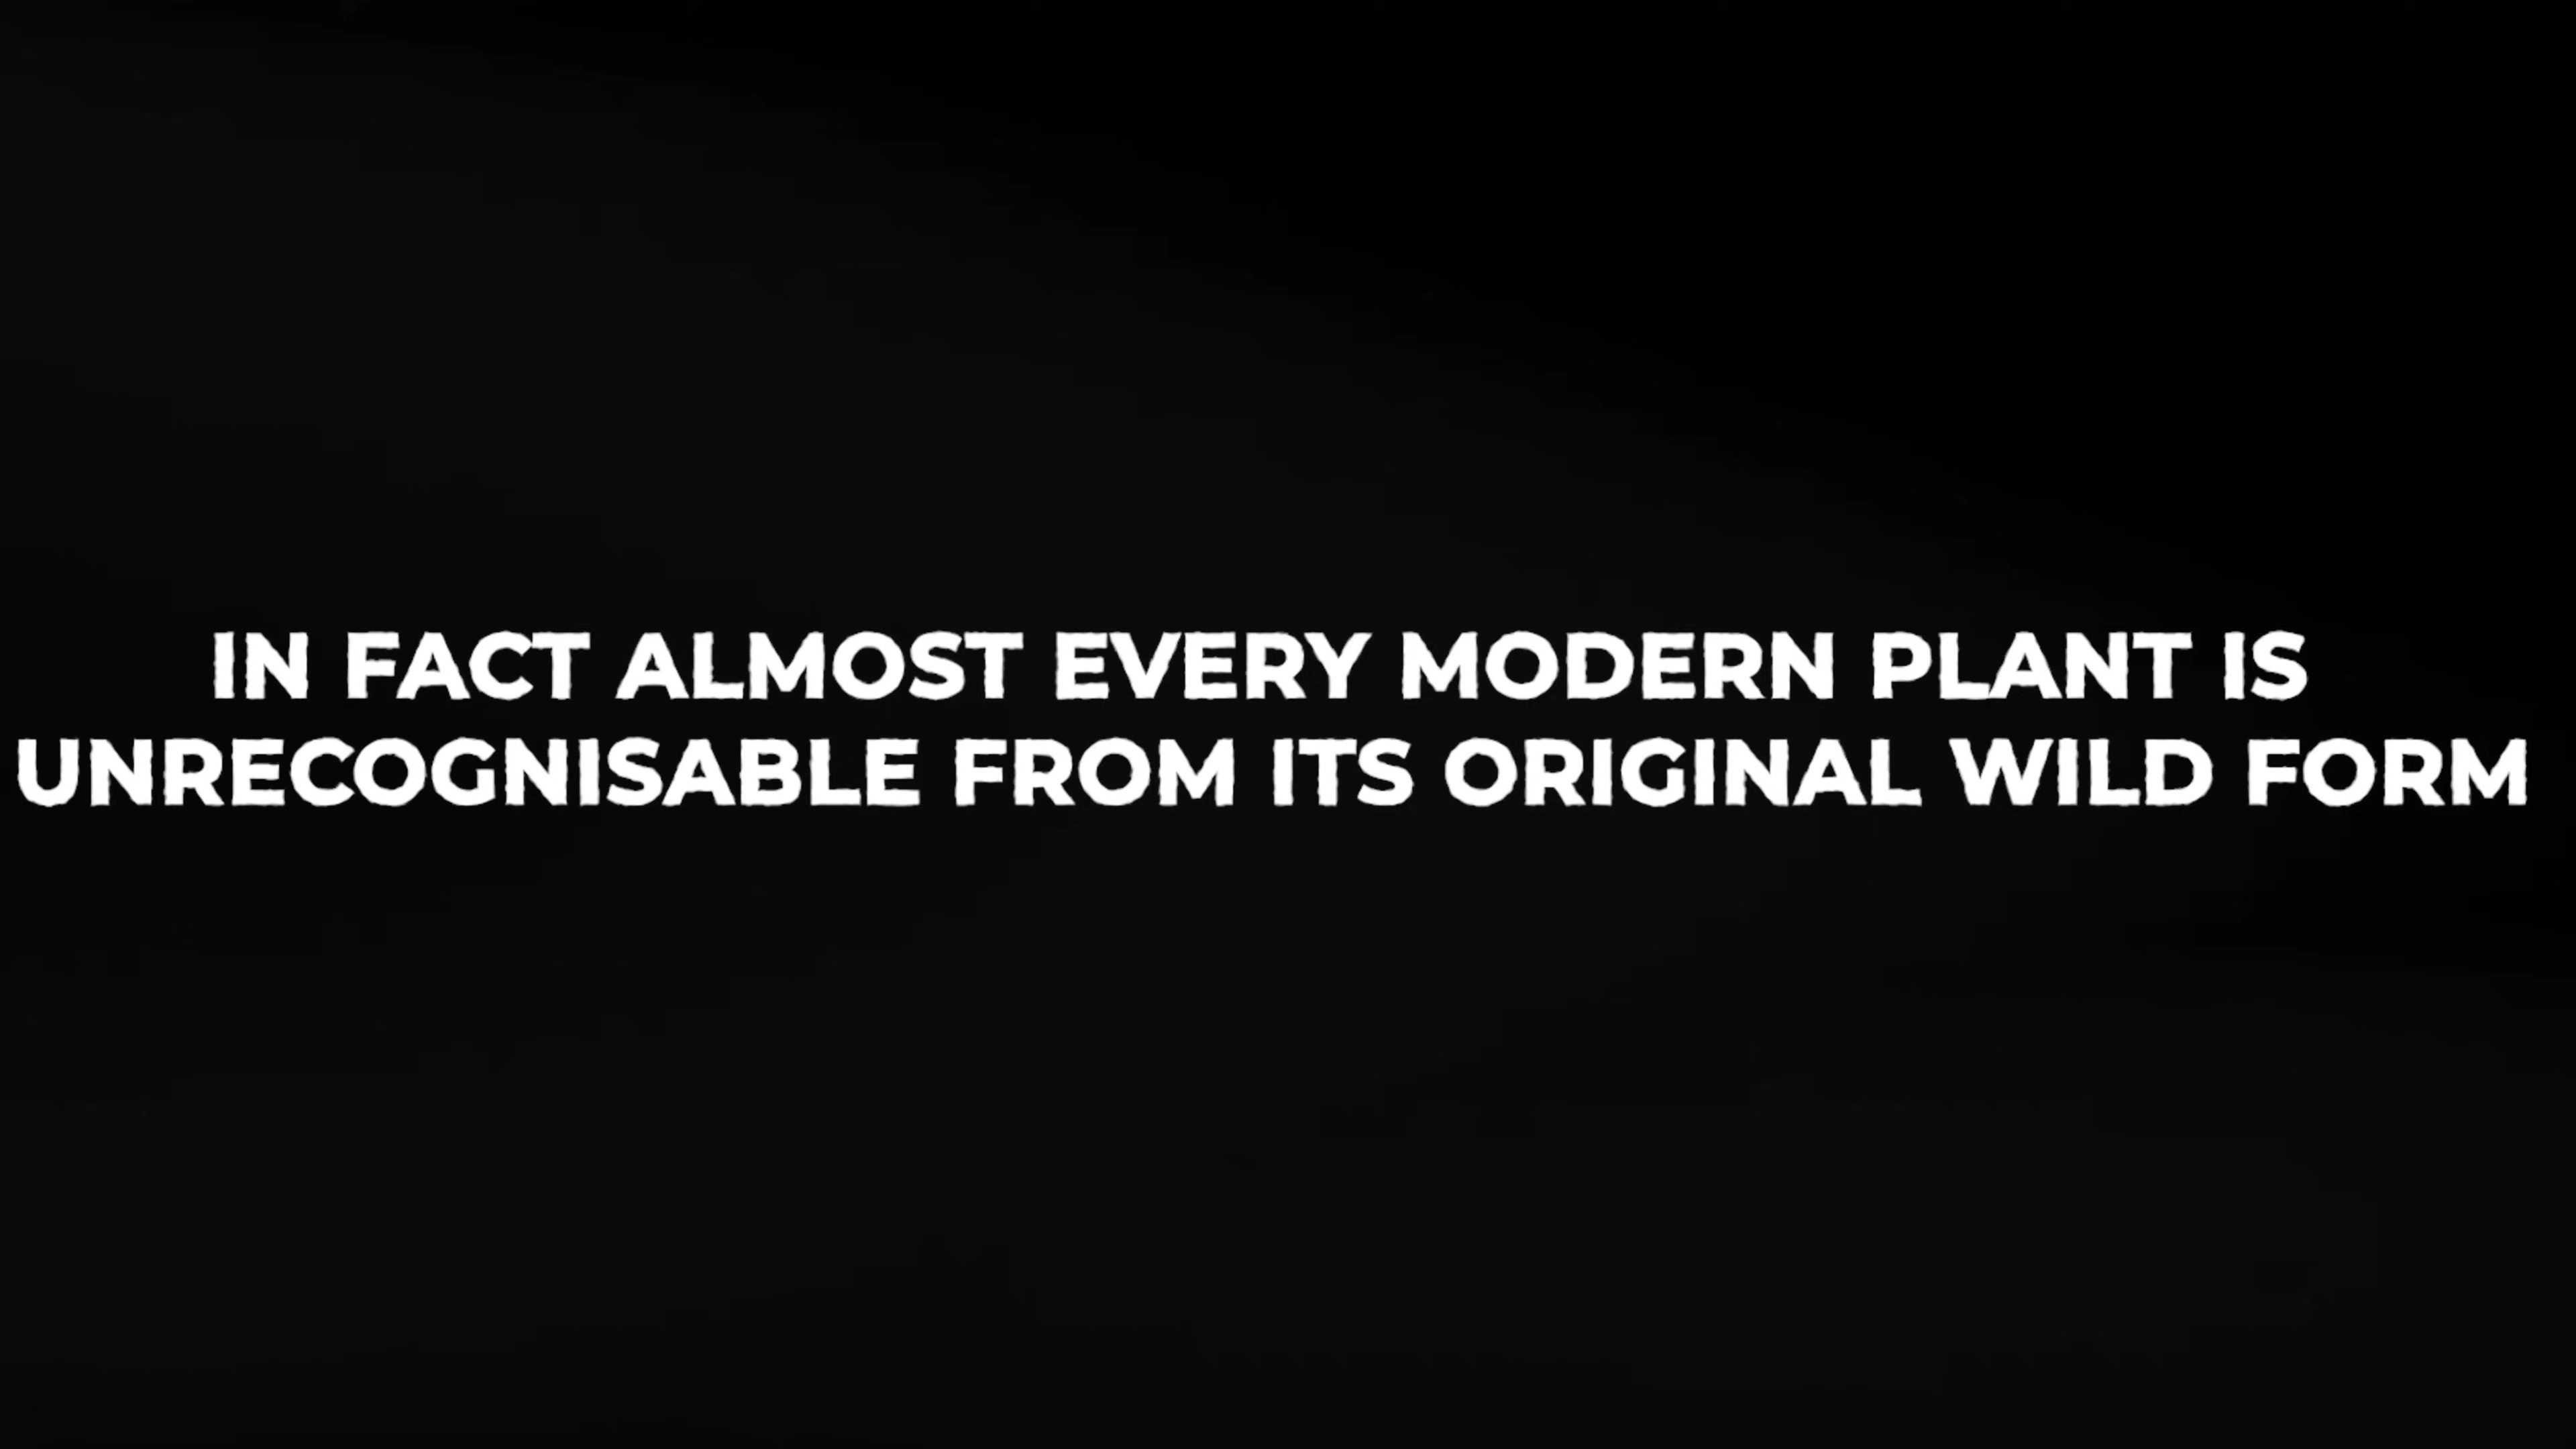 IN FACT ALMOST EVERY MODERN PLANT IS
UNRECOGNISABLE FROM ITS ORIGINAL WILD FORM